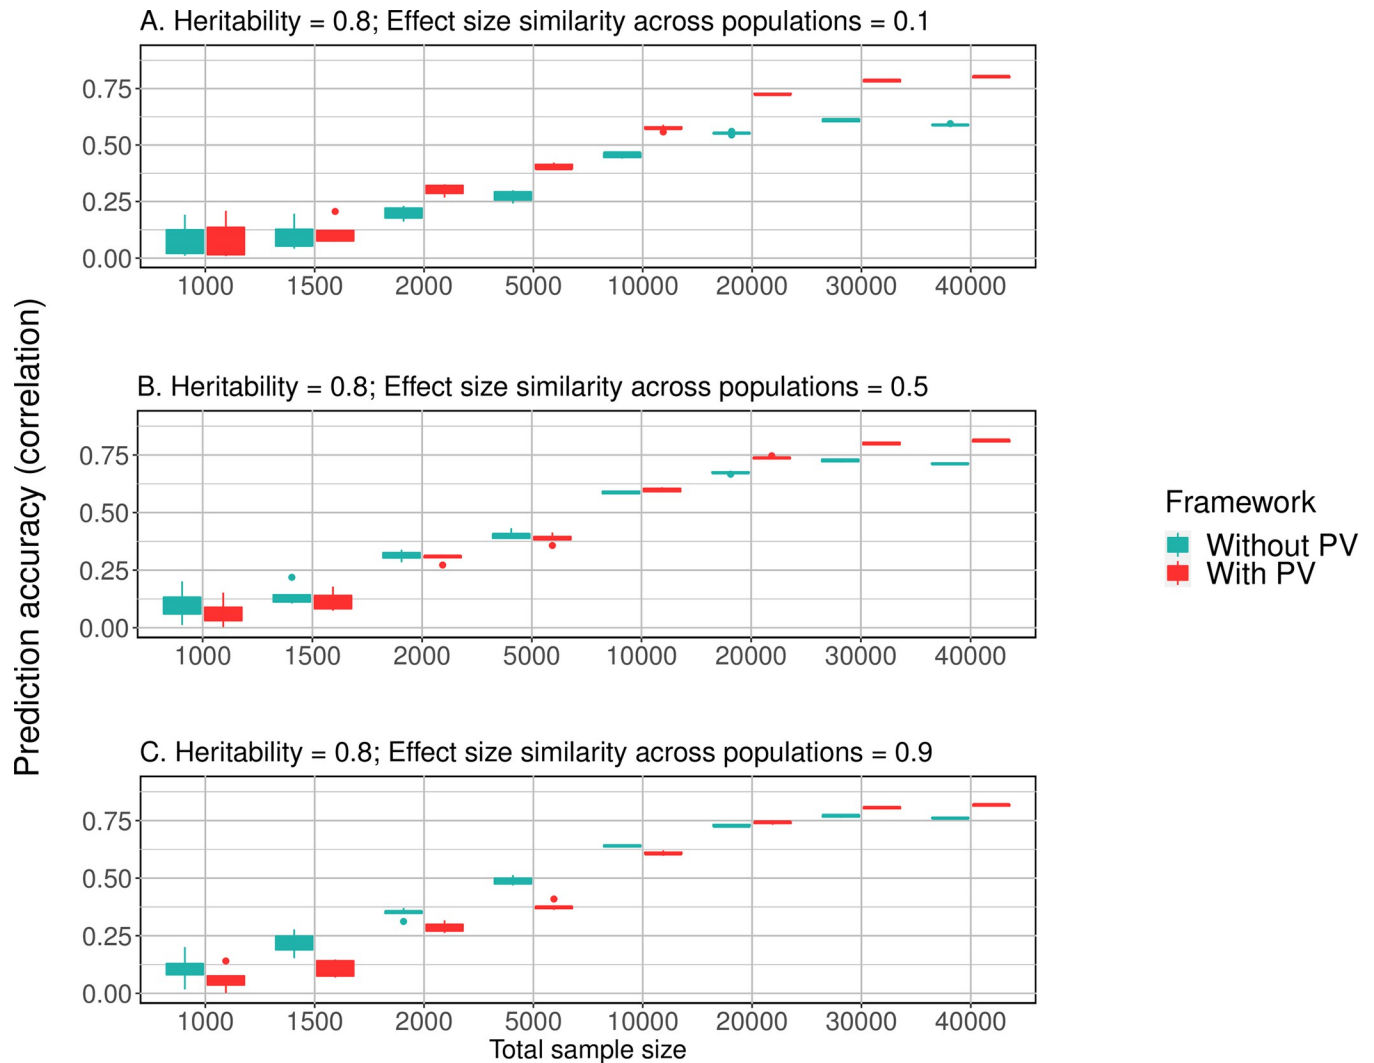 A. Heritability = 0.8; Effect size similarity across populations = 0.1
0.75
0.50
0.25
0.00
1000 1500 2000 5000 10000 20000 30000 40000
B. Heritability = 0.8; Effect size similarity across populations = 0.5
0.75
0.50
0.25
0.00
1000 1500 2000 5000 10000 20000 30000 40000
C. Heritability = 0.8; Effect size similarity across populations = 0.9
0.75
0.50
0.25
0.00
1000 1500 2000 5000 10000 20000 30000 40000
Total sample size
Prediction accuracy (correlation)
Framework
Without PV
With PV